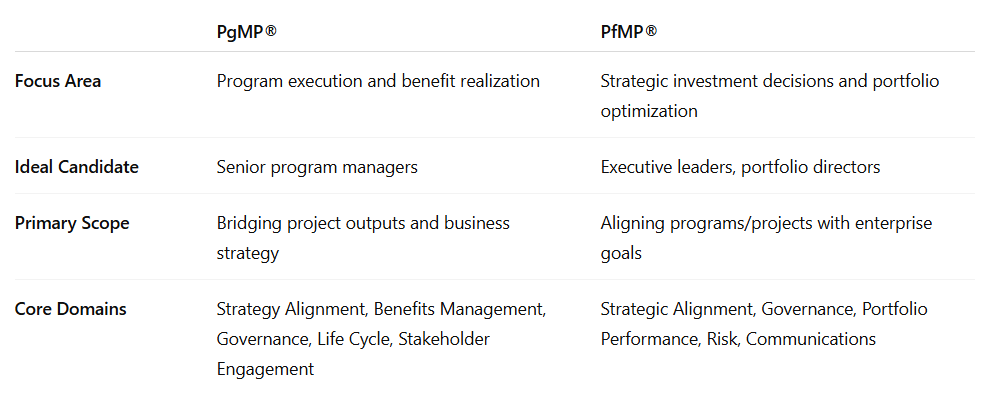 PgMP® PfMP®
Focus Area Program execution and benefit realization Strategic investment decisions and portfolio
optimization
Ideal Candidate Senior program managers Executive leaders, portfolio directors
Primary Scope Bridging project outputs and business Aligning programs/projects with enterprise
strategy goals
Core Domains Strategy Alignment, Benefits Management, Strategic Alignment, Governance, Portfolio
Governance, Life Cycle, Stakeholder Performance, Risk, Communications
Engagement